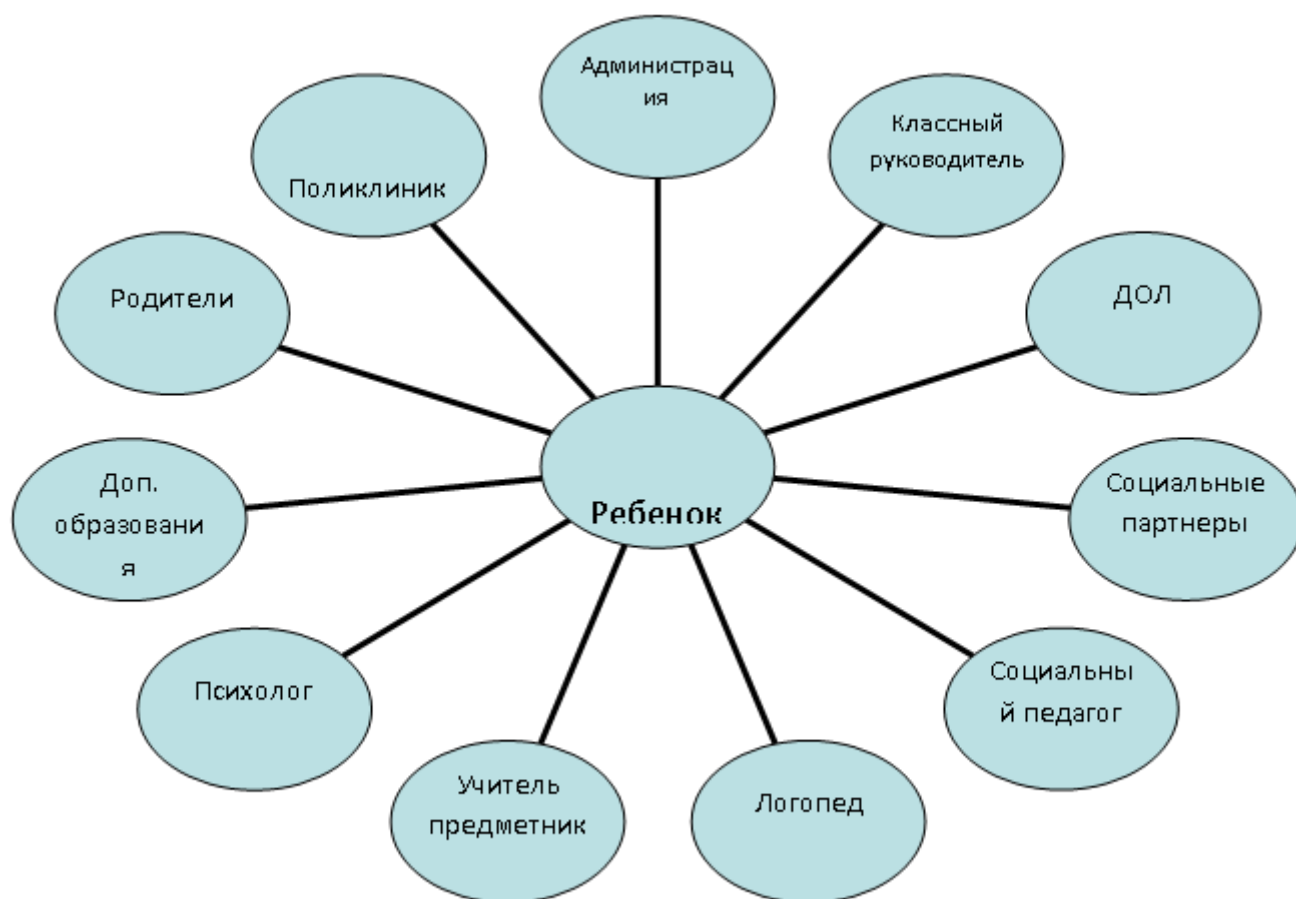 Администрац
ия
Классный
руководитель
ДОЛ
Социальные
партнеры
Социальны
й педагог
Логопед
Учитель
предметник
Психолог
Доп.
образовани
я
Родители
Поликлиник
Ребенок